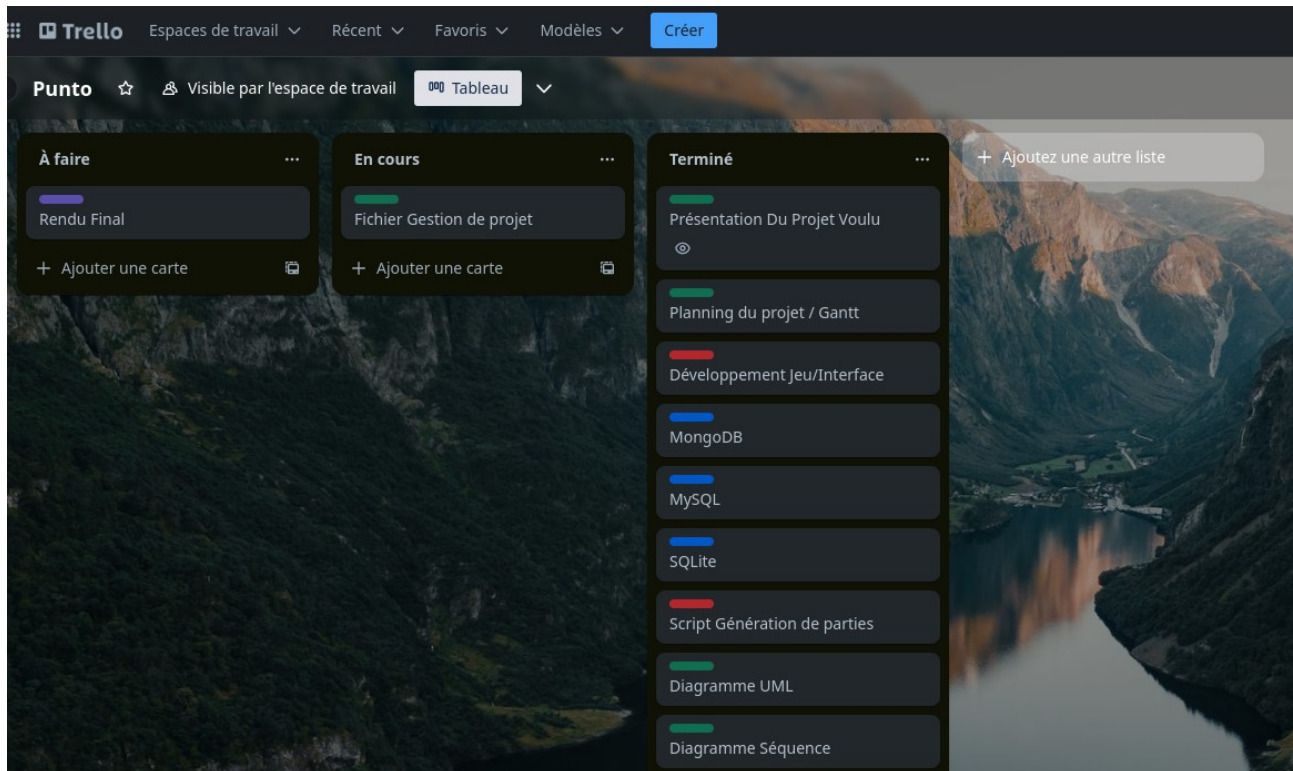 Trello Espaces de travail Récent Favoris Modèles Créer
Punto Visible par l'espace de travail Tableau
À faire
Rendu Final
+ Ajouter une carte
En cours
Fichier Gestion de projet
+ Ajouter une carte
Terminé
Présentation Du Projet Voulu
Planning du projet / Gantt
Développement Jeu/Interface
MongoDB
MySQL
SQLite
Script Génération de parties
Diagramme UML
Diagramme Séquence
+ Ajoutez une autre liste